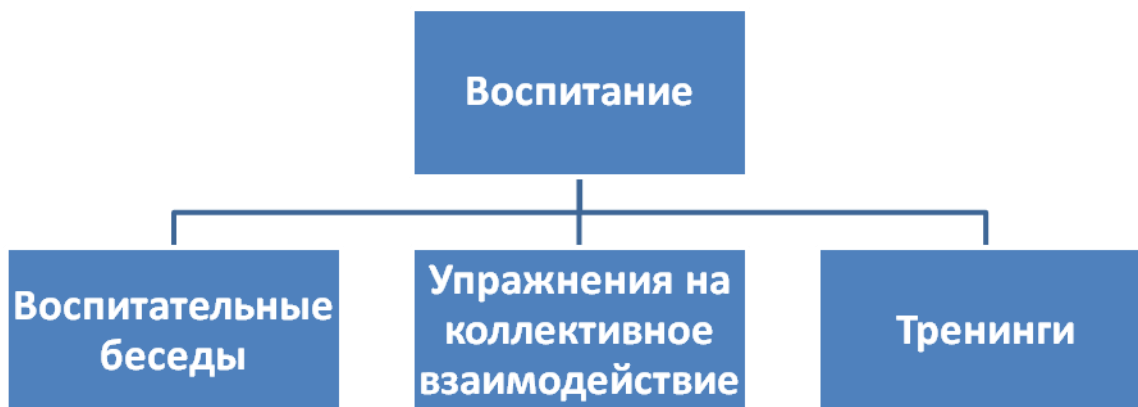 Воспитание
Воспитательные
беседы
Упражнения на
коллективное
взаимодействие
Тренинги